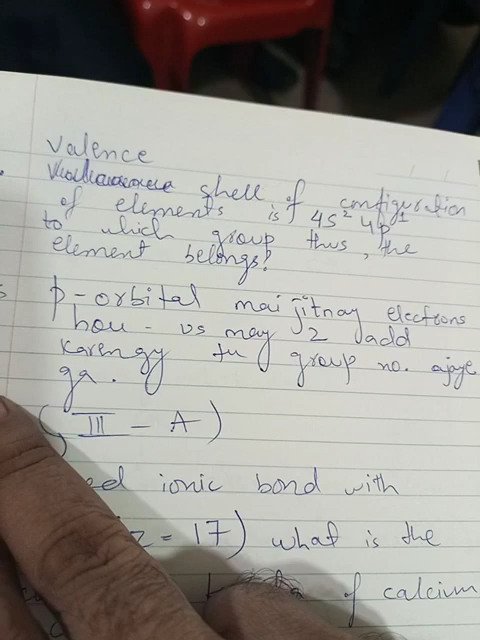 Valence
shell of configuration
of elements is 4s² 4p¹
to which group thus, the
element belongs?
p-orbital mai jitnay electrons
hou - us may 2 add
karengy tu group no. ajaye
ga.
(III - A)
ed ionic bond with
z = 17) what is the
of calcium